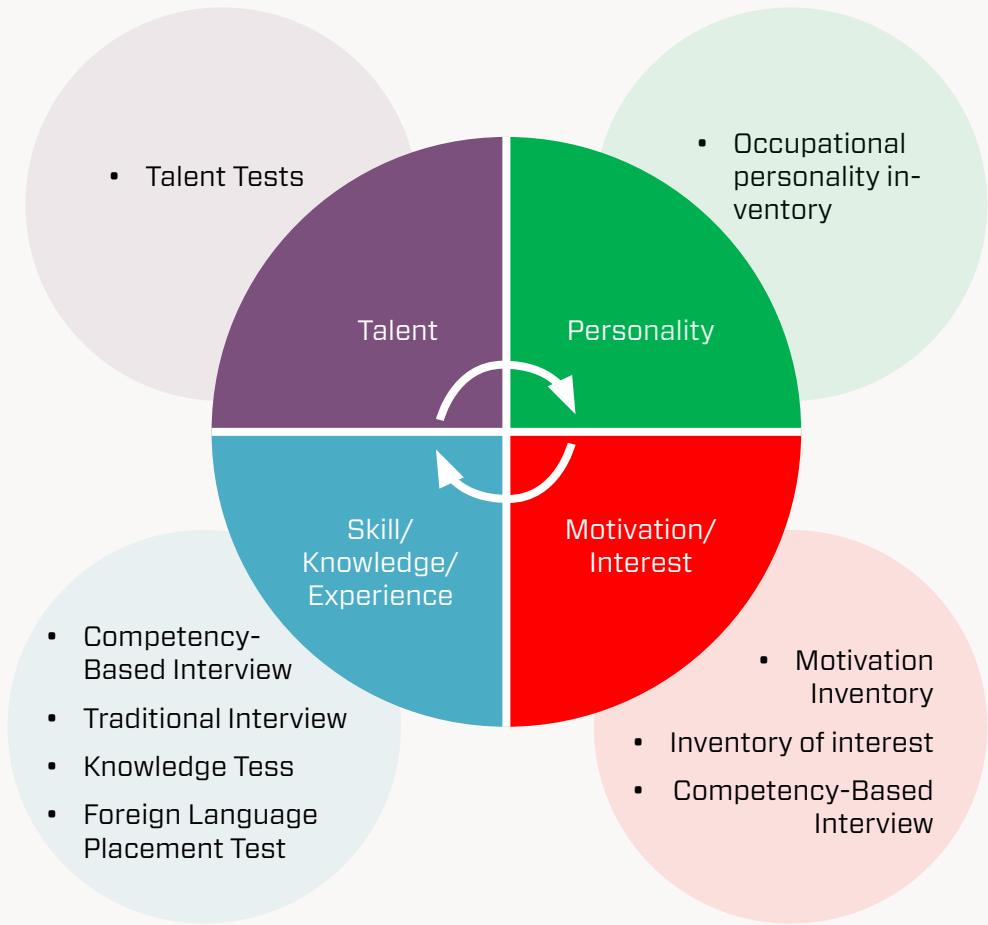 • Talent Tests
• Occupational
personality in-
ventory
Talent
Personality
Skill/
Knowledge/
Experience
Motivation/
Interest
• Competency-
Based Interview
• Traditional Interview
• Knowledge Tess
• Foreign Language
Placement Test
• Motivation
Inventory
• Inventory of interest
• Competency-Based
Interview